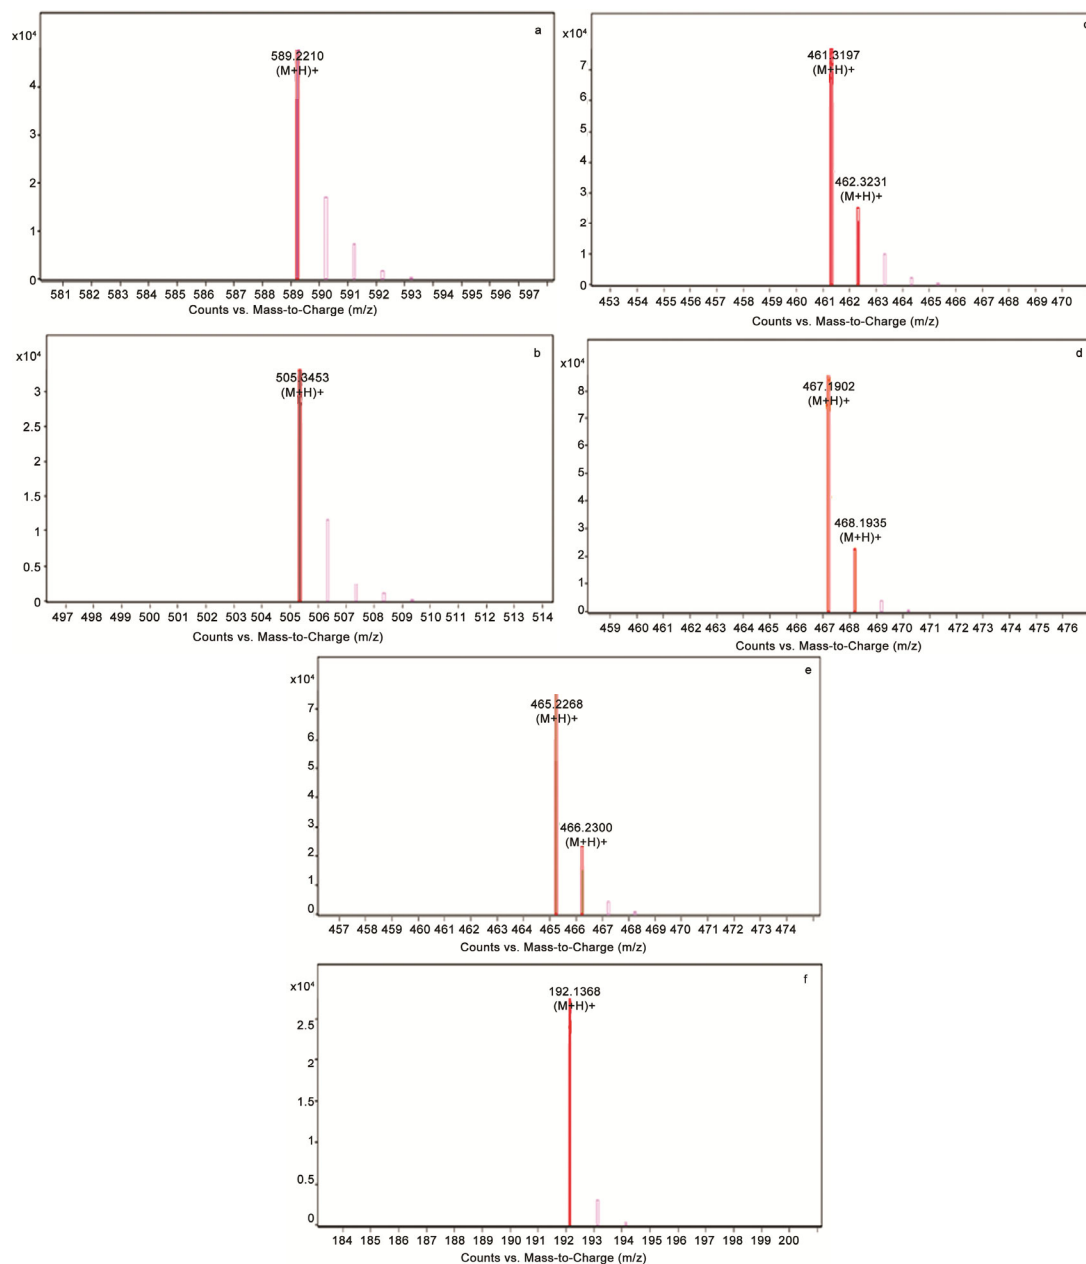 a
x10⁴
589.2210
(M+H)+
4
3
2
1
0
581 582 583 584 585 586 587 588 589 590 591 592 593 594 595 596 597
Counts vs. Mass-to-Charge (m/z)
c
x10⁴
461.3197
(M+H)+
7
6
5
4
462.3231
(M+H)+
3
2
1
0
453 454 455 456 457 458 459 460 461 462 463 464 465 466 467 468 469 470
Counts vs. Mass-to-Charge (m/z)
b
x10⁴
505.3453
(M+H)+
3
2.5
2
1.5
1
0.5
0
497 498 499 500 501 502 503 504 505 506 507 508 509 510 511 512 513 514
Counts vs. Mass-to-Charge (m/z)
d
x10⁴
467.1902
(M+H)+
8
7
6
5
4
468.1935
(M+H)+
3
2
1
0
459 460 461 462 463 464 465 466 467 468 469 470 471 472 473 474 475 476
Counts vs. Mass-to-Charge (m/z)
e
x10⁴
465.2268
(M+H)+
7
6
5
4
466.2300
(M+H)+
3
2
1
0
457 458 459 460 461 462 463 464 465 466 467 468 469 470 471 472 473 474
Counts vs. Mass-to-Charge (m/z)
f
x10⁴
192.1368
(M+H)+
2.5
2
1.5
1
0.5
0
184 185 186 187 188 189 190 191 192 193 194 195 196 197 198 199 200
Counts vs. Mass-to-Charge (m/z)